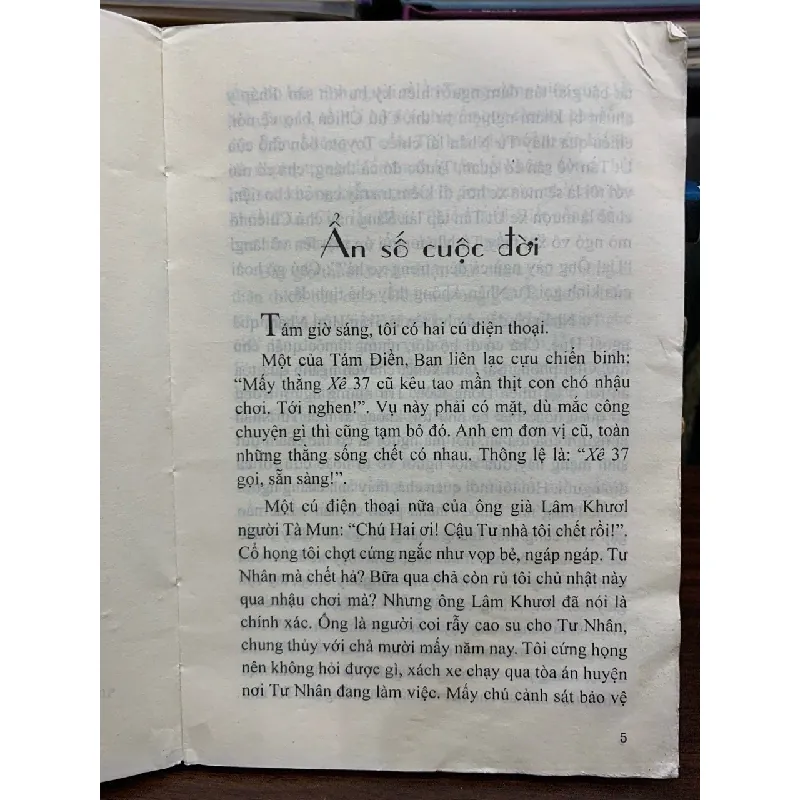 Ẩn số cuộc đời
Tám giờ sáng, tôi có hai cú điện thoại.
Một của Tám Điền, Ban liên lạc cựu chiến binh:
“Mấy thằng Xê 37 cũ kêu tao mần thịt con chó nhậu
chơi. Tới nghen!”. Vụ này phải có mặt, dù mắc công
chuyện gì thì cũng tạm bỏ đó. Anh em đơn vị cũ, toàn
những thằng sống chết có nhau. Thông lệ là: “Xê 37
gọi, sẵn sàng!”.
Một cú điện thoại nữa của ông già Lâm Khươl
người Tà Mun: “Chú Hai ơi! Cậu Tư nhà tôi chết rồi!”.
Cổ họng tôi chợt cứng ngắc như vọp bẻ, ngáp ngáp. Tư
Nhân mà chết hả? Bữa qua chả còn rủ tôi chủ nhật này
qua nhậu chơi mà? Nhưng ông Lâm Khươl đã nói là
chính xác. Ông là người coi rẫy cao su cho Tư Nhân,
chung thủy với chả mười mấy năm nay. Tôi cứng họng
nên không hỏi được gì, xách xe chạy qua tòa án huyện
nơi Tư Nhân đang làm việc. Mấy chú cảnh sát bảo vệ
5